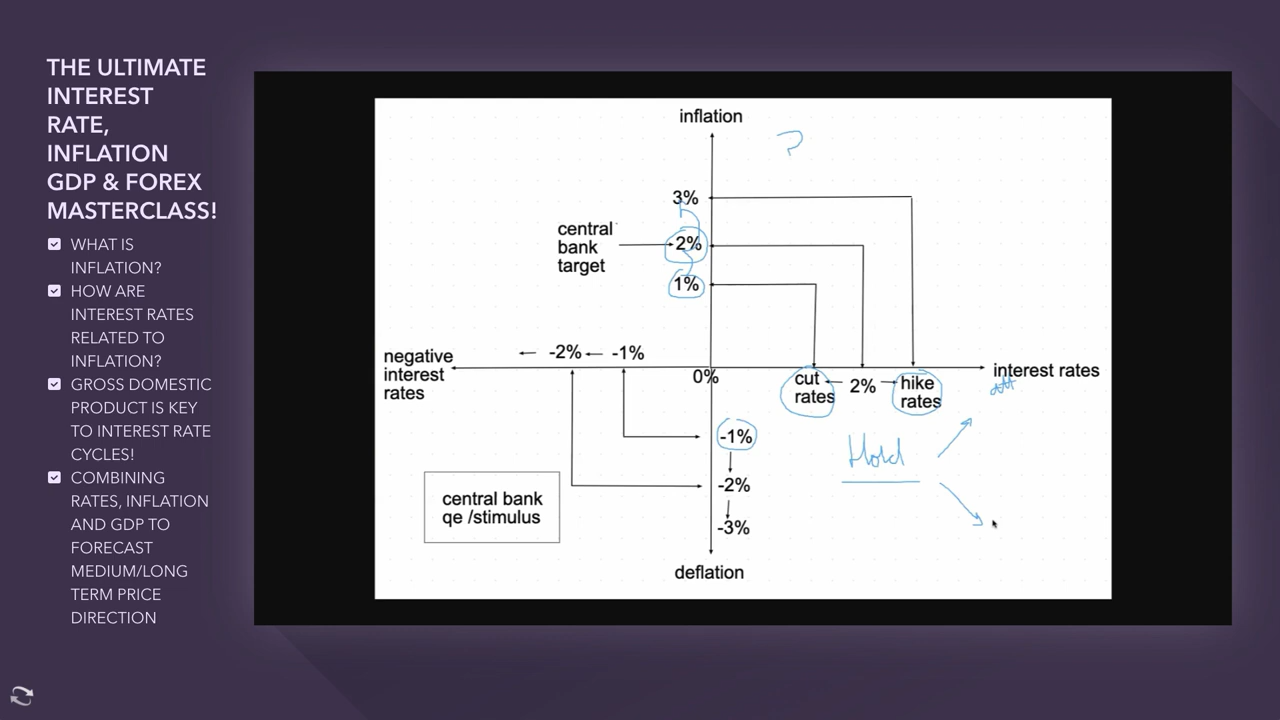 THE ULTIMATE
INTEREST
RATE,
INFLATION
GDP & FOREX
MASTERCLASS!
WHAT IS
INFLATION?
HOW ARE
INTEREST RATES
RELATED TO
INFLATION?
GROSS DOMESTIC
PRODUCT IS KEY
TO INTEREST RATE
CYCLES!
COMBINING
RATES, INFLATION
AND GDP TO
FORECAST
MEDIUM/LONG
TERM PRICE
DIRECTION
inflation
?
3%
central
bank
target
2%
1%
negative
interest
rates
-2%
-1%
0%
cut
rates
2%
hike
rates
interest rates
-1%
Hold
-2%
central bank
qe /stimulus
-3%
deflation